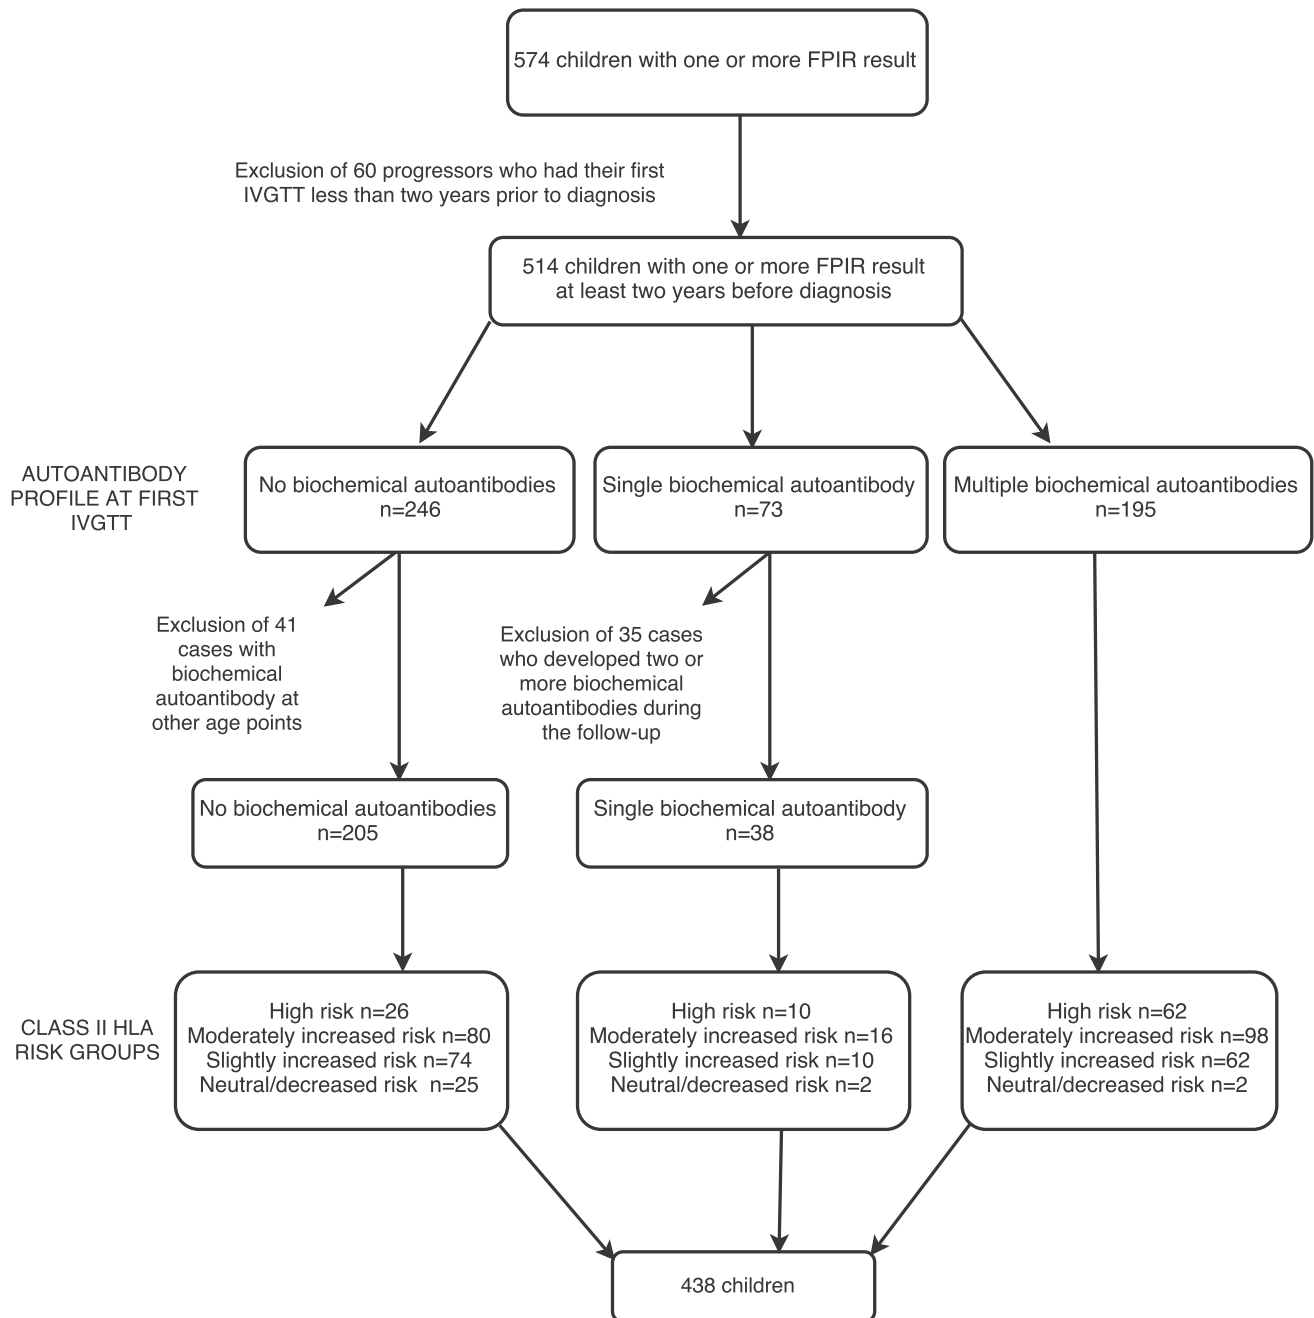 574 children with one or more FPIR result
Exclusion of 60 progressors who had their first
IVGTT less than two years prior to diagnosis
514 children with one or more FPIR result
at least two years before diagnosis
AUTOANTIBODY
PROFILE AT FIRST
IVGTT
No biochemical autoantibodies
n=246
Single biochemical autoantibody
n=73
Multiple biochemical autoantibodies
n=195
Exclusion of 41
cases with
biochemical
autoantibody at
other age points
Exclusion of 35 cases
who developed two or
more biochemical
autoantibodies during
the follow-up
No biochemical autoantibodies
n=205
Single biochemical autoantibody
n=38
CLASS II HLA
RISK GROUPS
High risk n=26
Moderately increased risk n=80
Slightly increased risk n=74
Neutral/decreased risk  n=25
High risk n=10
Moderately increased risk n=16
Slightly increased risk n=10
Neutral/decreased risk n=2
High risk n=62
Moderately increased risk n=98
Slightly increased risk n=62
Neutral/decreased risk n=2
438 children